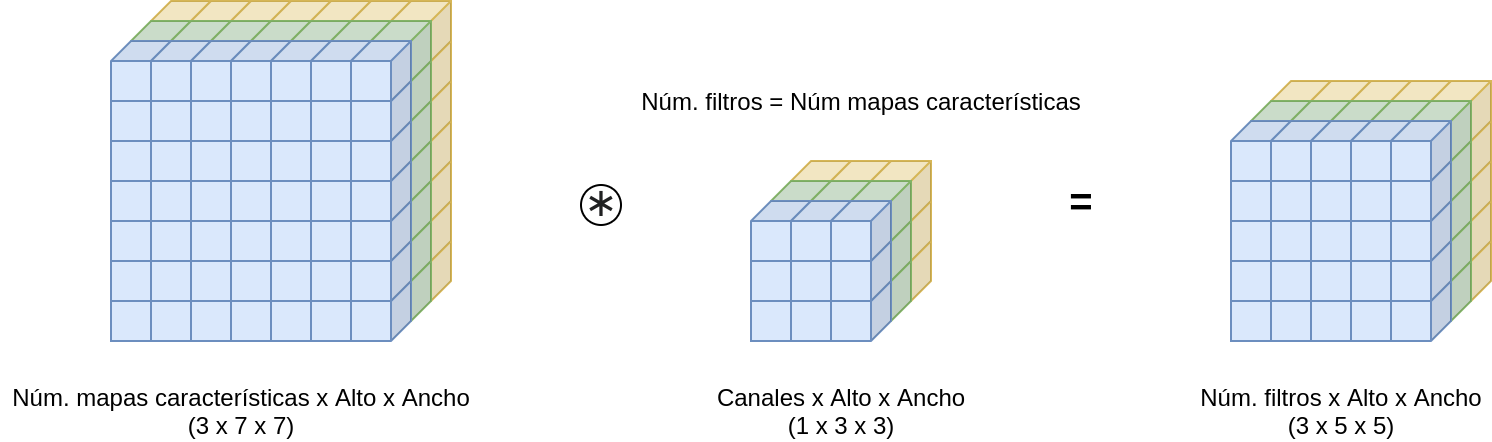 Núm. filtros = Núm mapas características
=
Núm. mapas características x Alto x Ancho
(3 x 7 x 7)
Canales x Alto x Ancho
(1 x 3 x 3)
Núm. filtros x Alto x Ancho
(3 x 5 x 5)